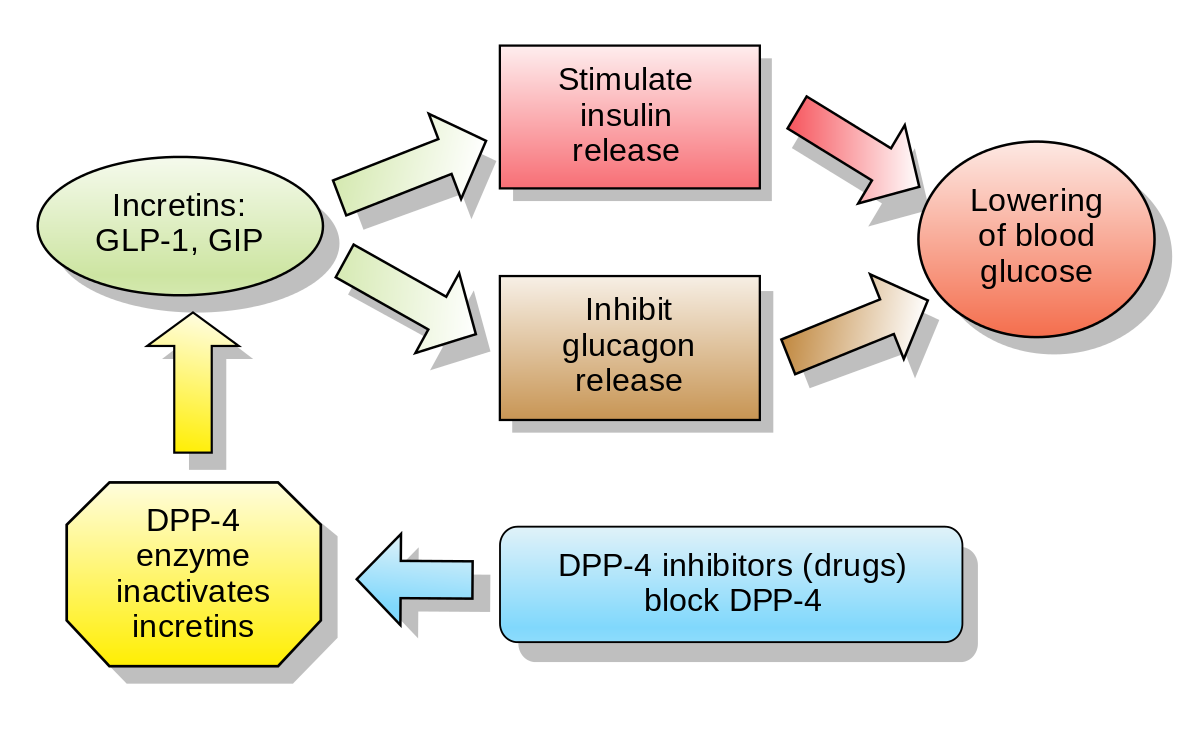 Stimulate
insulin
release
Incretins:
GLP-1, GIP
Lowering
of blood
glucose
Inhibit
glucagon
release
DPP-4
enzyme
inactivates
incretins
DPP-4 inhibitors (drugs)
block DPP-4